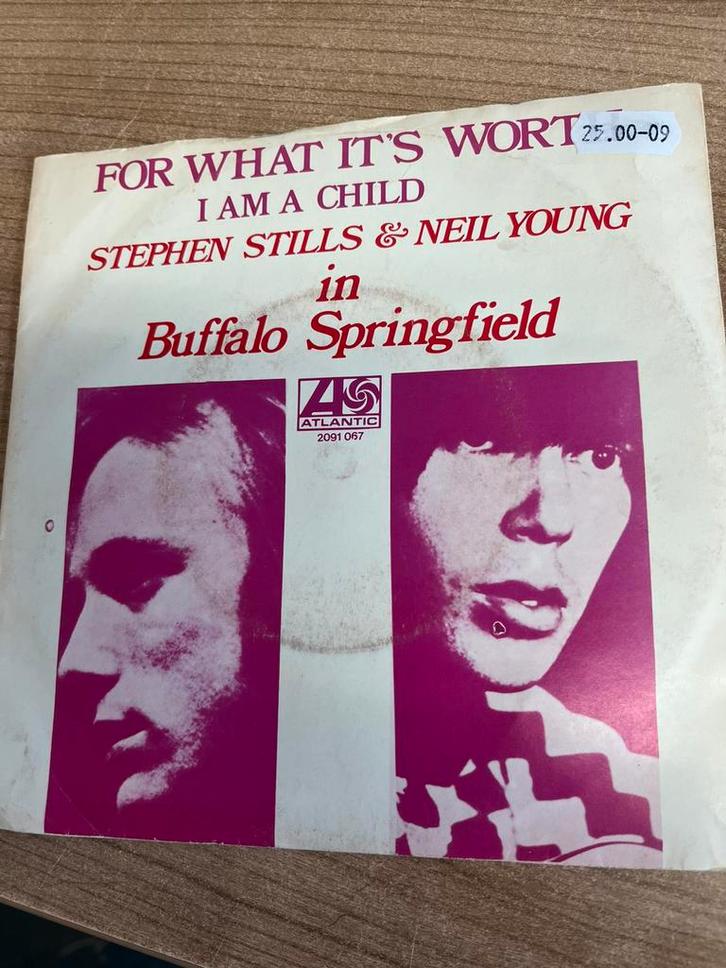 FOR WHAT IT'S WORT
25.00-09
I AM A CHILD
STEPHEN STILLS & NEIL YOUNG
in
Buffalo Springfield
ATLANTIC
2091 067